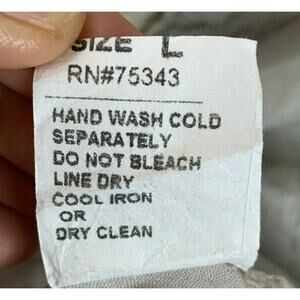 SIZE L
RN#75343
HAND WASH COLD
SEPARATELY
DO NOT BLEACH
LINE DRY
COOL IRON
OR
DRY CLEAN